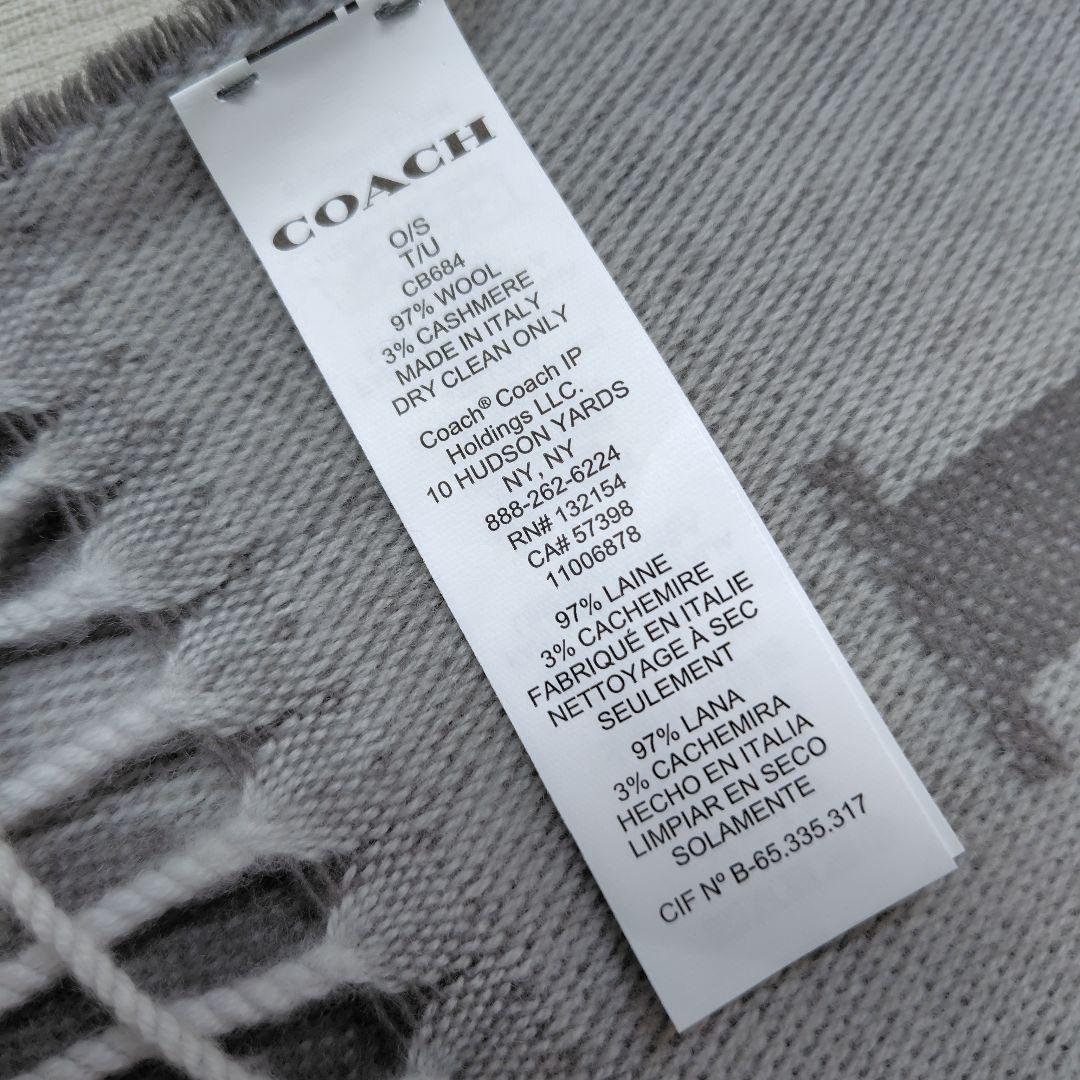 COACH
O/S
T/U
CB684
97% WOOL
3% CASHMERE
MADE IN ITALY
DRY CLEAN ONLY
Coach® Coach IP
Holdings LLC.
10 HUDSON YARDS
NY, NY
888-262-6224
RN# 132154
CA# 57398
11006878
97% LAINE
3% CACHEMIRE
FABRIQUÉ EN ITALIE
NETTOYAGE À SEC
SEULEMENT
97% LANA
3% CACHEMIRA
HECHO EN ITALIA
LIMPIAR EN SECO
SOLAMENTE
CIF Nº B-65.335.317